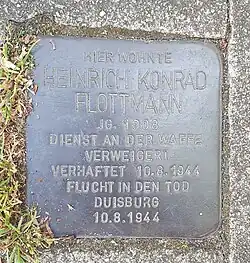 HIER WOHNTE
HEINRICH KONRAD
FLOTTMANN
JG.
DIENST AN DER WAFFE
VERWEIGERT
VERHAFTET 10.8.1944
FLUCHT IN DEN TOD
DUISBURG
10.8.1944